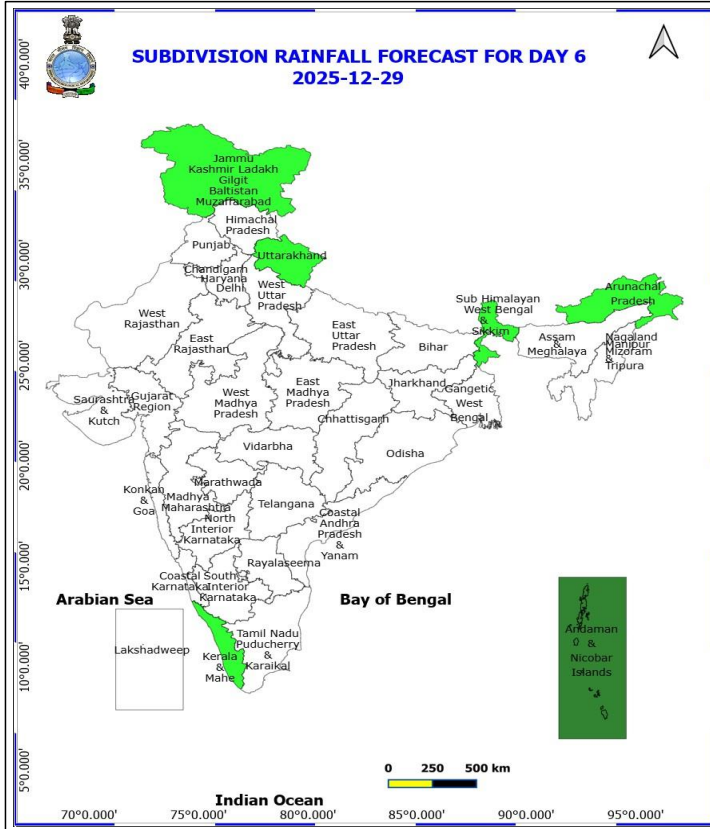 SUBDIVISION RAINFALL FORECAST FOR DAY 6
2025-12-29
40°0.000'
35°0.000'
30°0.000'
25°0.000'
20°0.000'
15°0.000'
10°0.000'
5°0.000'
Jammu
Kashmir Ladakh
Gilgit
Baltistan
Muzaffarabad
Himachal
Pradesh
Punjab
Uttarakhand
Chandigarh
Haryana
Delhi
West
Uttar
Pradesh
Arunachal
Pradesh
Sub Himalayan
West Bengal
&
Sikkim
West
Rajasthan
East
Rajasthan
East
Uttar
Pradesh
Bihar
Assam
&
Meghalaya
Nagaland
Manipur
Mizoram
&
Tripura
Saurashtra
&
Kutch
Gujarat
Region
West
Madhya
Pradesh
East
Madhya
Pradesh
Jharkhand
Gangetic
West
Bengal
Chhattisgarh
Vidarbha
Odisha
Konkan
&
Goa
Marathwada
Madhya
Maharashtra
Telangana
North
Interior
Karnataka
Coastal
Andhra
Pradesh
&
Yanam
Rayalaseema
Coastal
Karnataka
South
Interior
Karnataka
Arabian Sea
Bay of Bengal
Lakshadweep
Kerala
&
Mahe
Tamil Nadu
Puducherry
&
Karaikal
Andaman
&
Nicobar
Islands
0 250 500 km
Indian Ocean
70°0.000' 75°0.000' 80°0.000' 85°0.000' 90°0.000' 95°0.000'